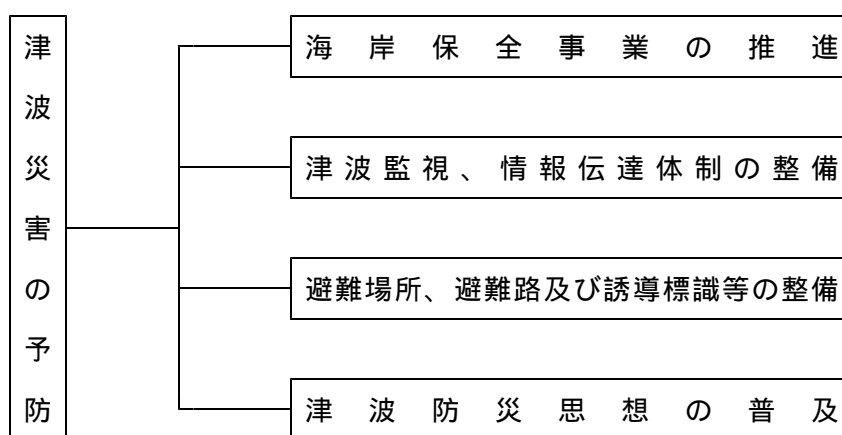 津波災害の予防
海岸保全事業の推進
津波監視、情報伝達体制の整備
避難場所、避難路及び誘導標識等の整備
津波防災思想の普及